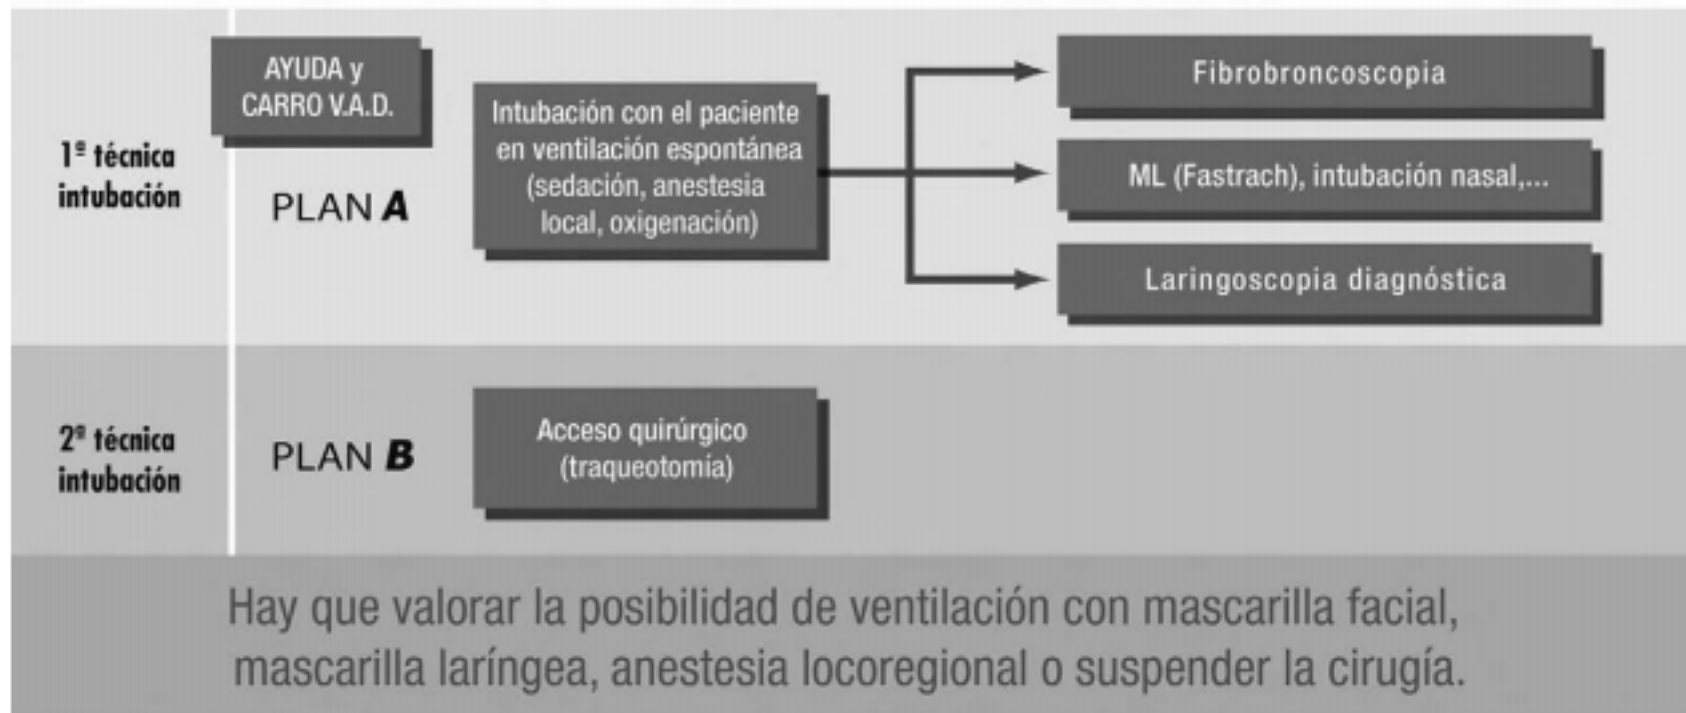 AYUDA y
CARRO V.A.D.
1ª técnica
intubación
PLAN A
Intubación con el paciente
en ventilación espontánea
(sedación, anestesia
local, oxigenación)
Fibrobroncoscopia
ML (Fastrach), intubación nasal,...
Laringoscopia diagnóstica
2ª técnica
intubación
PLAN B
Acceso quirúrgico
(traqueotomía)
Hay que valorar la posibilidad de ventilación con mascarilla facial,
mascarilla laríngea, anestesia locoregional o suspender la cirugía.